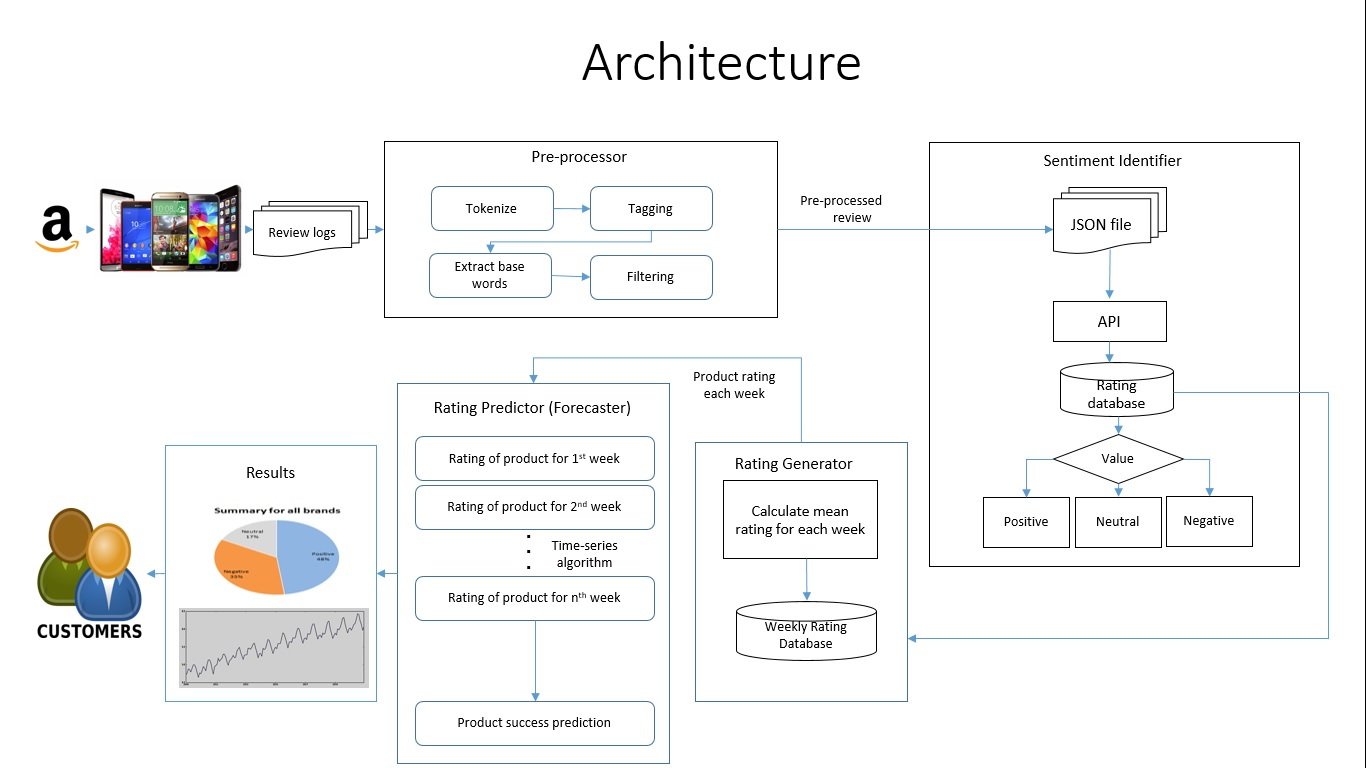 Architecture
Pre-processor
Tokenize
Tagging
Extract base
words
Filtering
a
Review logs
Pre-processed
review
Sentiment Identifier
JSON file
API
Rating
database
Value
Positive
Neutral
Negative
Product rating
each week
Rating Generator
Calculate mean
rating for each week
Weekly Rating
Database
Rating Predictor (Forecaster)
Rating of product for 1st week
Rating of product for 2nd week
Time-series
algorithm
Rating of product for nth week
Product success prediction
Results
Summary for all brands
Neutral
17%
Positive
48%
Negative
35%
CUSTOMERS